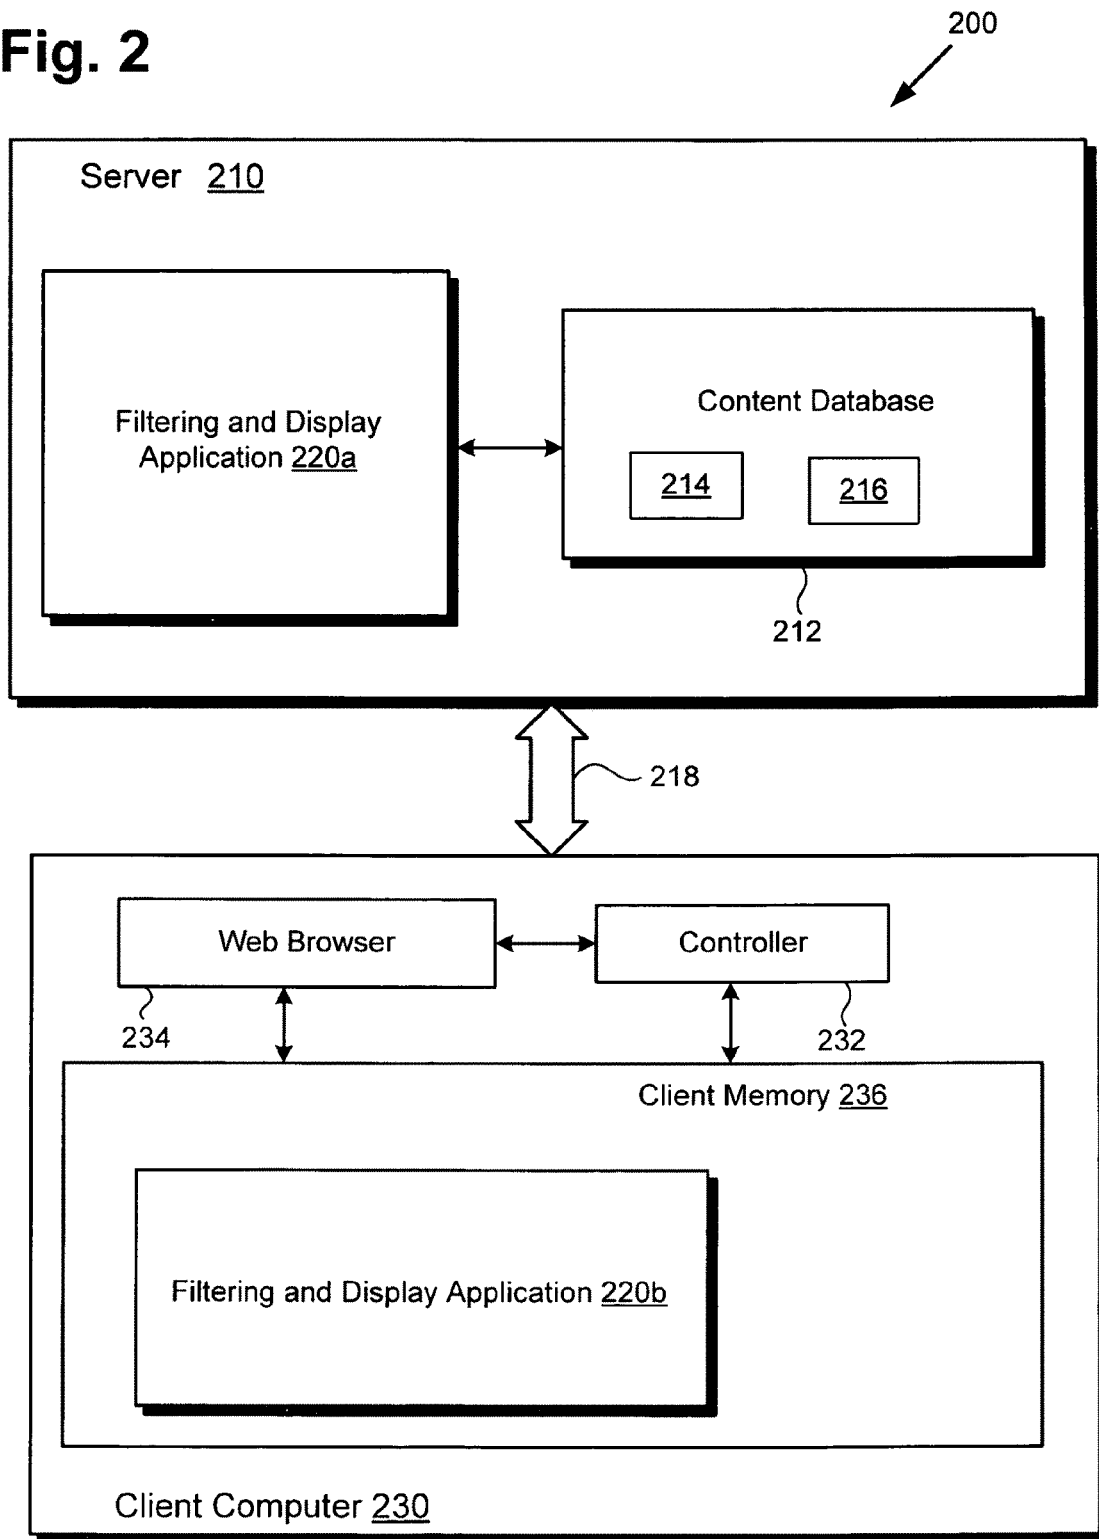 Fig. 2
200
Server 210
Filtering and Display
Application 220a
Content Database
214
216
212
218
Web Browser
Controller
234
232
Client Memory 236
Filtering and Display Application 220b
Client Computer 230